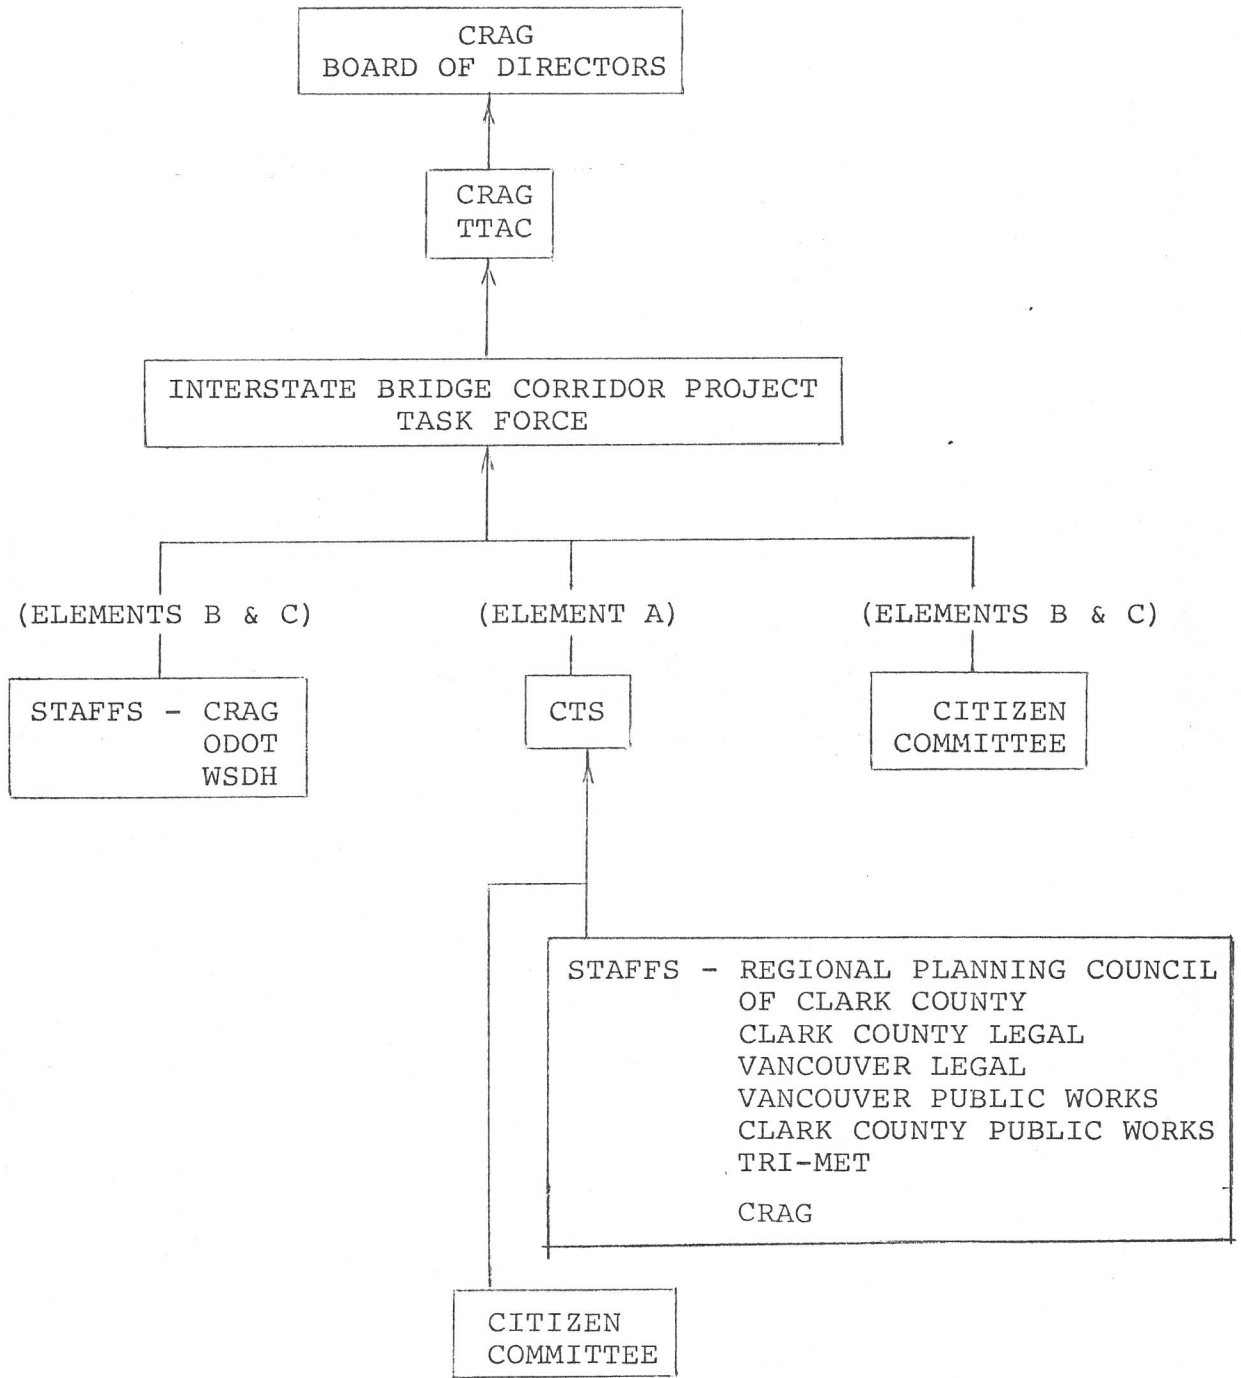 CRAG
BOARD OF DIRECTORS
CRAG
TTAC
INTERSTATE BRIDGE CORRIDOR PROJECT
TASK FORCE
(ELEMENTS B & C)
(ELEMENT A)
(ELEMENTS B & C)
STAFFS - CRAG
ODOT
WSDH
CTS
CITIZEN
COMMITTEE
STAFFS - REGIONAL PLANNING COUNCIL
OF CLARK COUNTY
CLARK COUNTY LEGAL
VANCOUVER LEGAL
VANCOUVER PUBLIC WORKS
CLARK COUNTY PUBLIC WORKS
TRI-MET
CRAG
CITIZEN
COMMITTEE